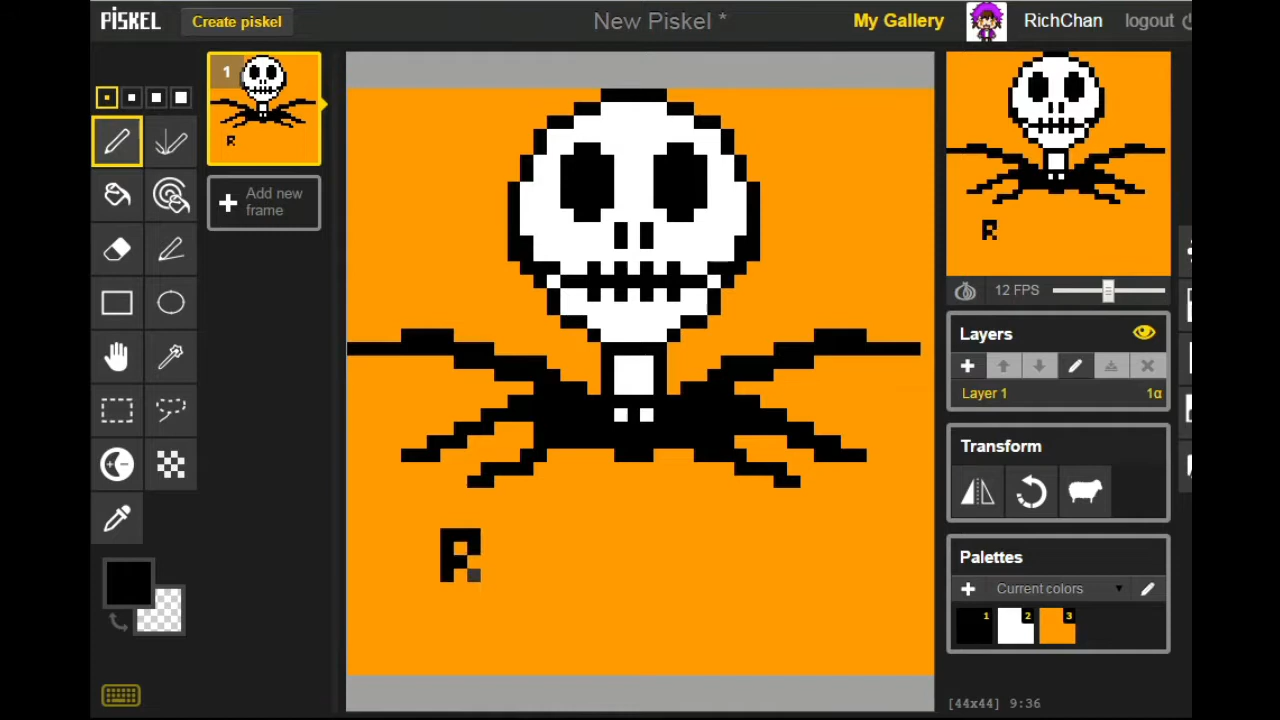 PISKEL
Create piskel
New Piskel *
My Gallery
RichChan
logout
1
Add new
frame
R
R
R
12 FPS
Layers
Layer 1
1α
Transform
Palettes
Current colors
1
2
3
[44x44] 9:36